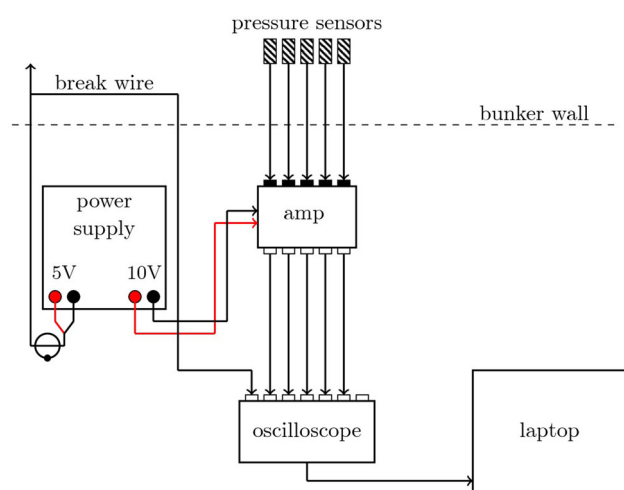 pressure sensors
break wire
bunker wall
power
supply
amp
5V
10V
oscilloscope
laptop